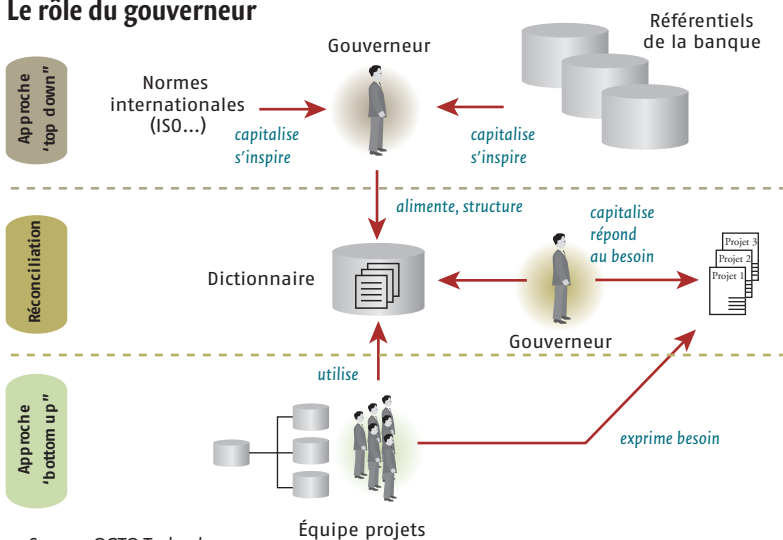 Le rôle du gouverneur
Référentiels
de la banque
Gouverneur
Approche
"top down"
Normes
internationales
(ISO...)
capitalise
s'inspire
capitalise
s'inspire
alimente, structure
Réconciliation
Dictionnaire
capitalise
répond
au besoin
Gouverneur
Projet 3
Projet 2
Projet 1
Approche
"bottom up"
utilise
exprime besoin
Équipe projets